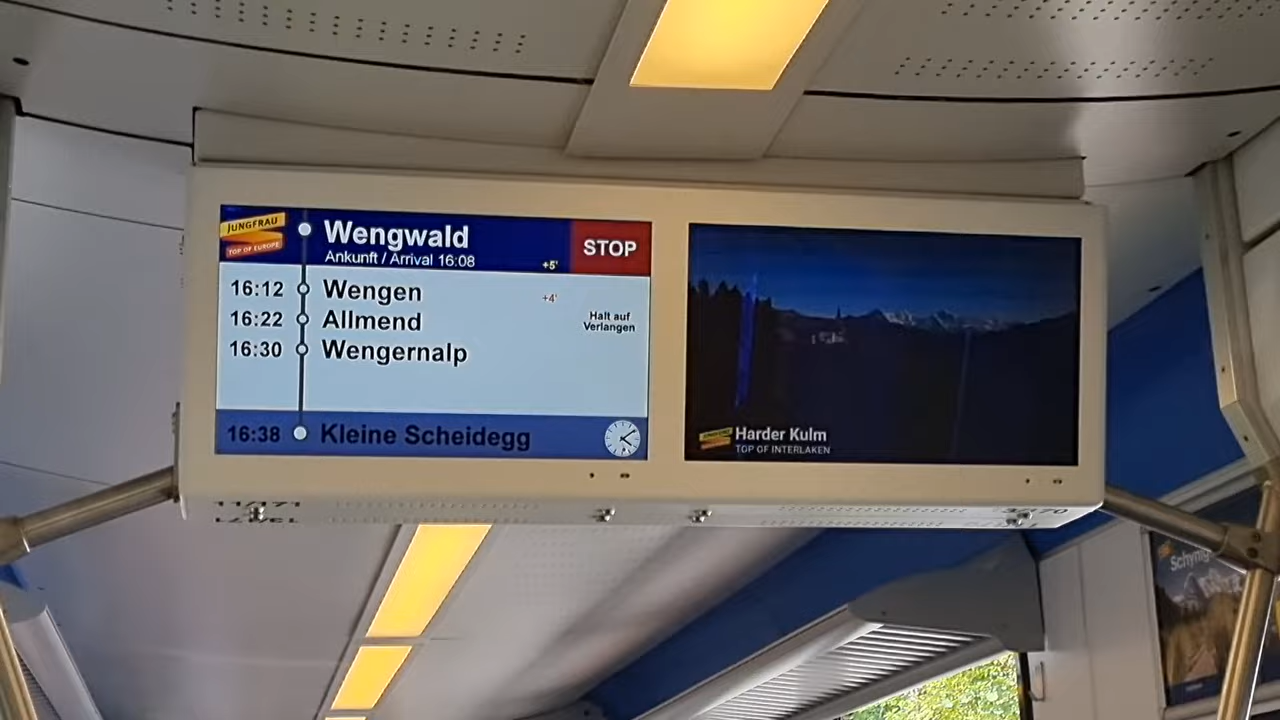 JUNGFRAU
TOP OF EUROPE
Wengwald
Ankunft / Arrival 16:08
+5'
STOP
16:12 Wengen +4'
16:22 Allmend Halt auf Verlangen
16:30 Wengernalp
16:38 Kleine Scheidegg
Harder Kulm
TOP OF INTERLAKEN